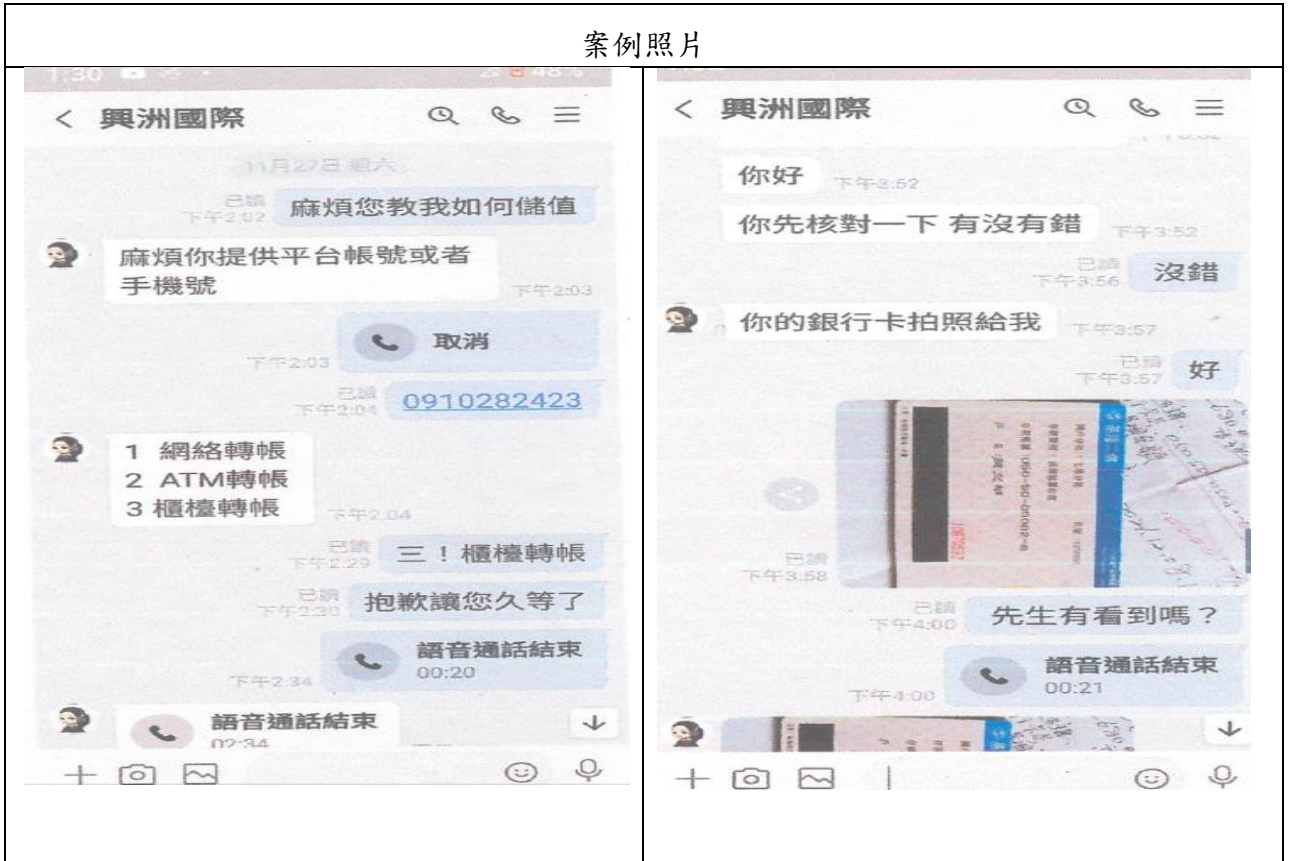 案例照片
1:30
48%
興洲國際
11月27日 週六
已讀
下午2:02
麻煩您教我如何儲值
麻煩你提供平台帳號或者
手機號
下午2:03
取消
下午2:03
已讀
下午2:04
0910282423
1 網絡轉帳
2 ATM轉帳
3 櫃檯轉帳
下午2:04
已讀
下午2:29
三！櫃檯轉帳
已讀
抱歉讓您久等了
語音通話結束
00:20
下午2:34
語音通話結束
02:34
興洲國際
你好
下午3:52
你先核對一下 有沒有錯
下午3:52
已讀
下午3:56
沒錯
你的銀行卡拍照給我
下午3:57
已讀
下午3:57
好
已讀
下午3:58
已讀
下午4:00
先生有看到嗎？
語音通話結束
00:21
下午4:00